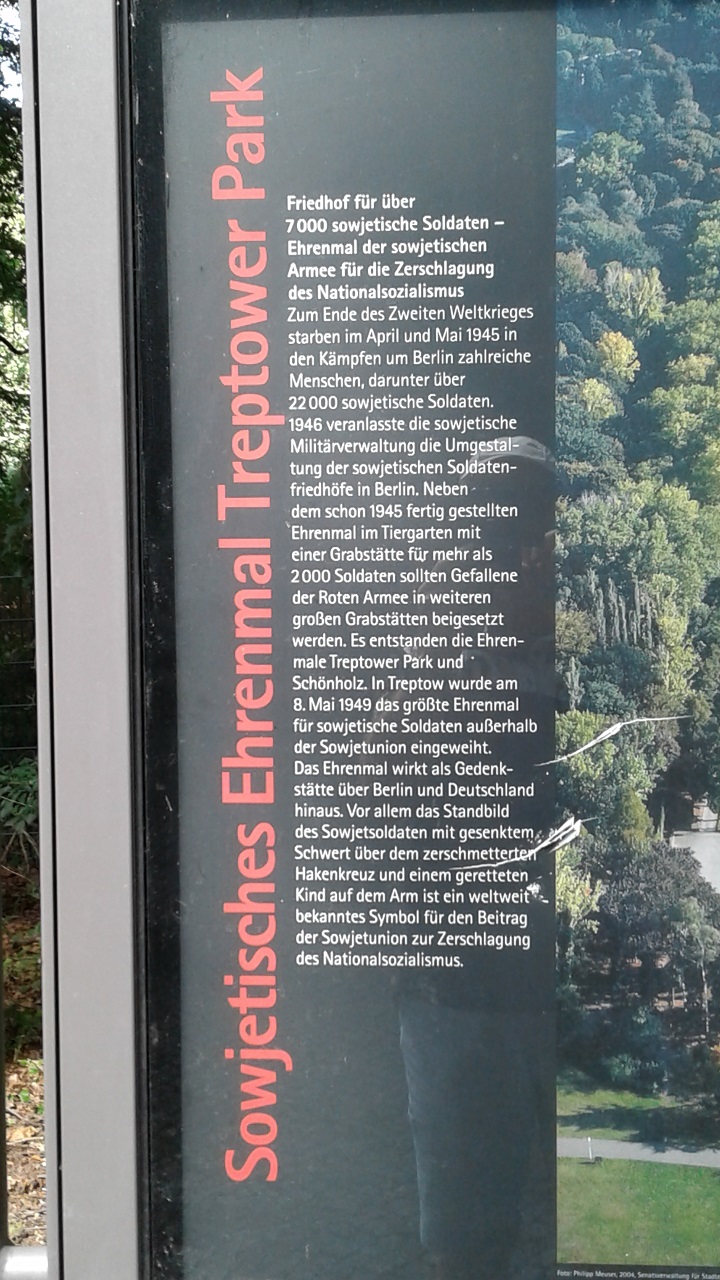 Sowjetisches Ehrenmal Treptower Park
Friedhof für über
7 000 sowjetische Soldaten –
Ehrenmal der sowjetischen
Armee für die Zerschlagung
des Nationalsozialismus
Zum Ende des Zweiten Weltkrieges
starben im April und Mai 1945 in
den Kämpfen um Berlin zahlreiche
Menschen, darunter über
22 000 sowjetische Soldaten.
1946 veranlasste die sowjetische
Militärverwaltung die Umgestal-
tung der sowjetischen Soldaten-
friedhöfe in Berlin. Neben
dem schon 1945 fertig gestellten
Ehrenmal im Tiergarten mit
einer Grabstätte für mehr als
2 000 Soldaten sollten Gefallene
der Roten Armee in weiteren
großen Grabstätten beigesetzt
werden. Es entstanden die Ehren-
male Treptower Park und
Schönholz. In Treptow wurde am
8. Mai 1949 das größte Ehrenmal
für sowjetische Soldaten außerhalb
der Sowjetunion eingeweiht.
Das Ehrenmal wirkt als Gedenk-
stätte über Berlin und Deutschland
hinaus. Vor allem das Standbild
des Sowjetsoldaten mit gesenktem
Schwert über dem zerschmetterten
Hakenkreuz und einem geretteten
Kind auf dem Arm ist ein weltweit
bekanntes Symbol für den Beitrag
der Sowjetunion zur Zerschlagung
des Nationalsozialismus.
Foto: Philipp Meuser, 2004, Senatsverwaltung für